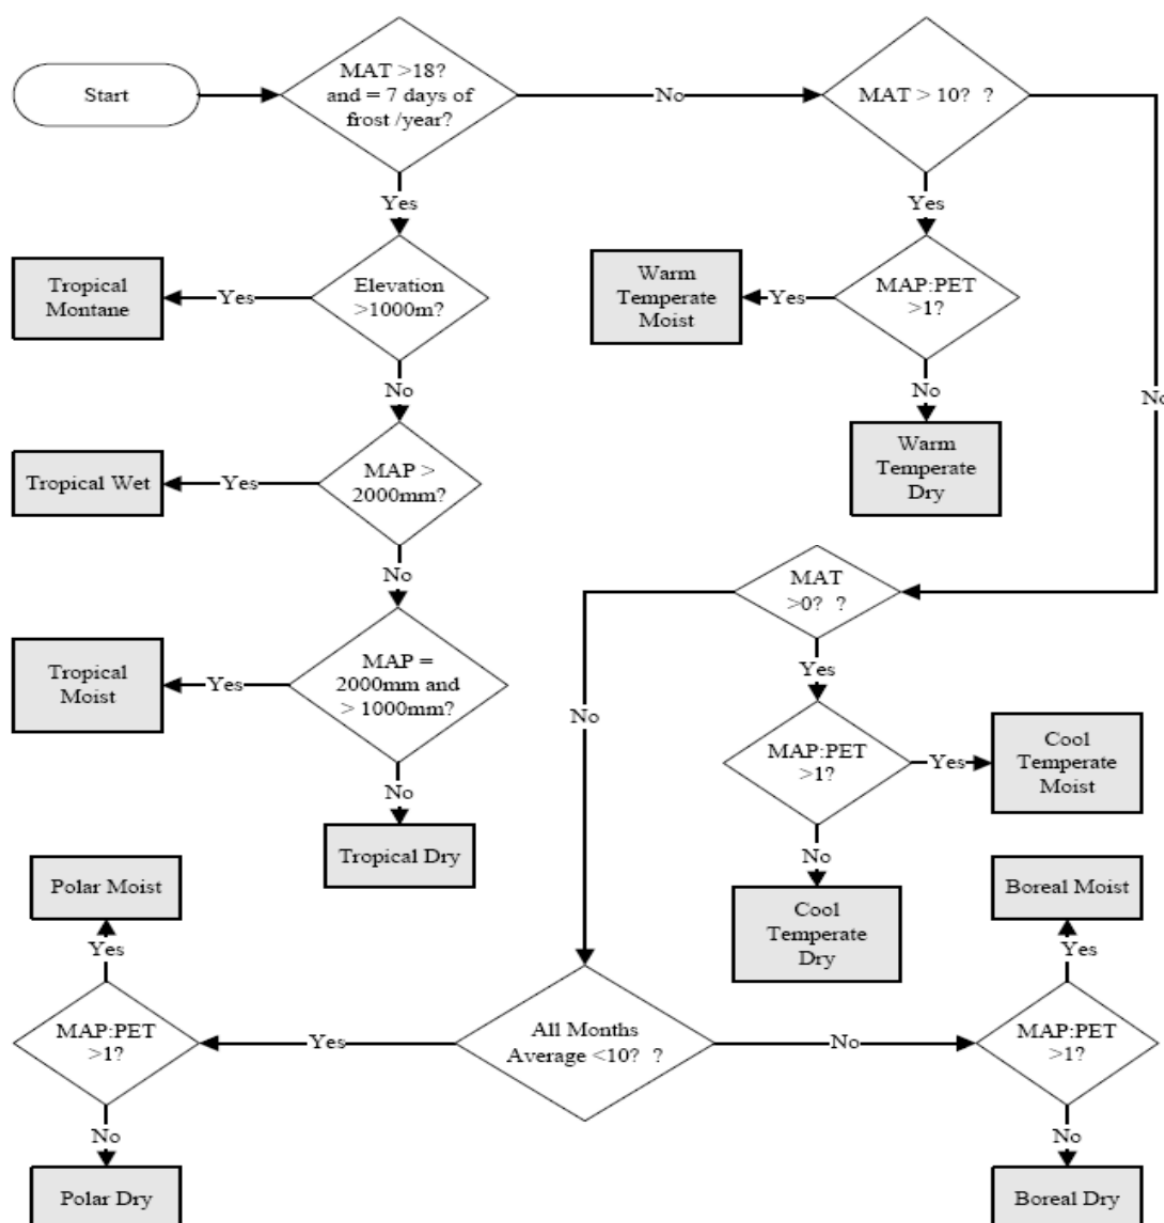 Start
MAT >18?
and = 7 days of
frost /year?
No
MAT > 10? ?
Yes
Yes
Tropical
Montane
Yes
Elevation
>1000m?
Warm
Temperate
Moist
Yes
MAP:PET
>1?
No
No
No
Tropical Wet
Yes
MAP >
2000mm?
Warm
Temperate
Dry
No
MAT
>0? ?
Tropical
Moist
Yes
MAP =
2000mm and
> 1000mm?
Yes
No
MAP:PET
>1?
Yes
Cool
Temperate
Moist
No
Tropical Dry
No
Polar Moist
Boreal Moist
Cool
Temperate
Dry
Yes
Yes
MAP:PET
>1?
Yes
All Months
Average <10? ?
No
MAP:PET
>1?
No
No
Polar Dry
Boreal Dry